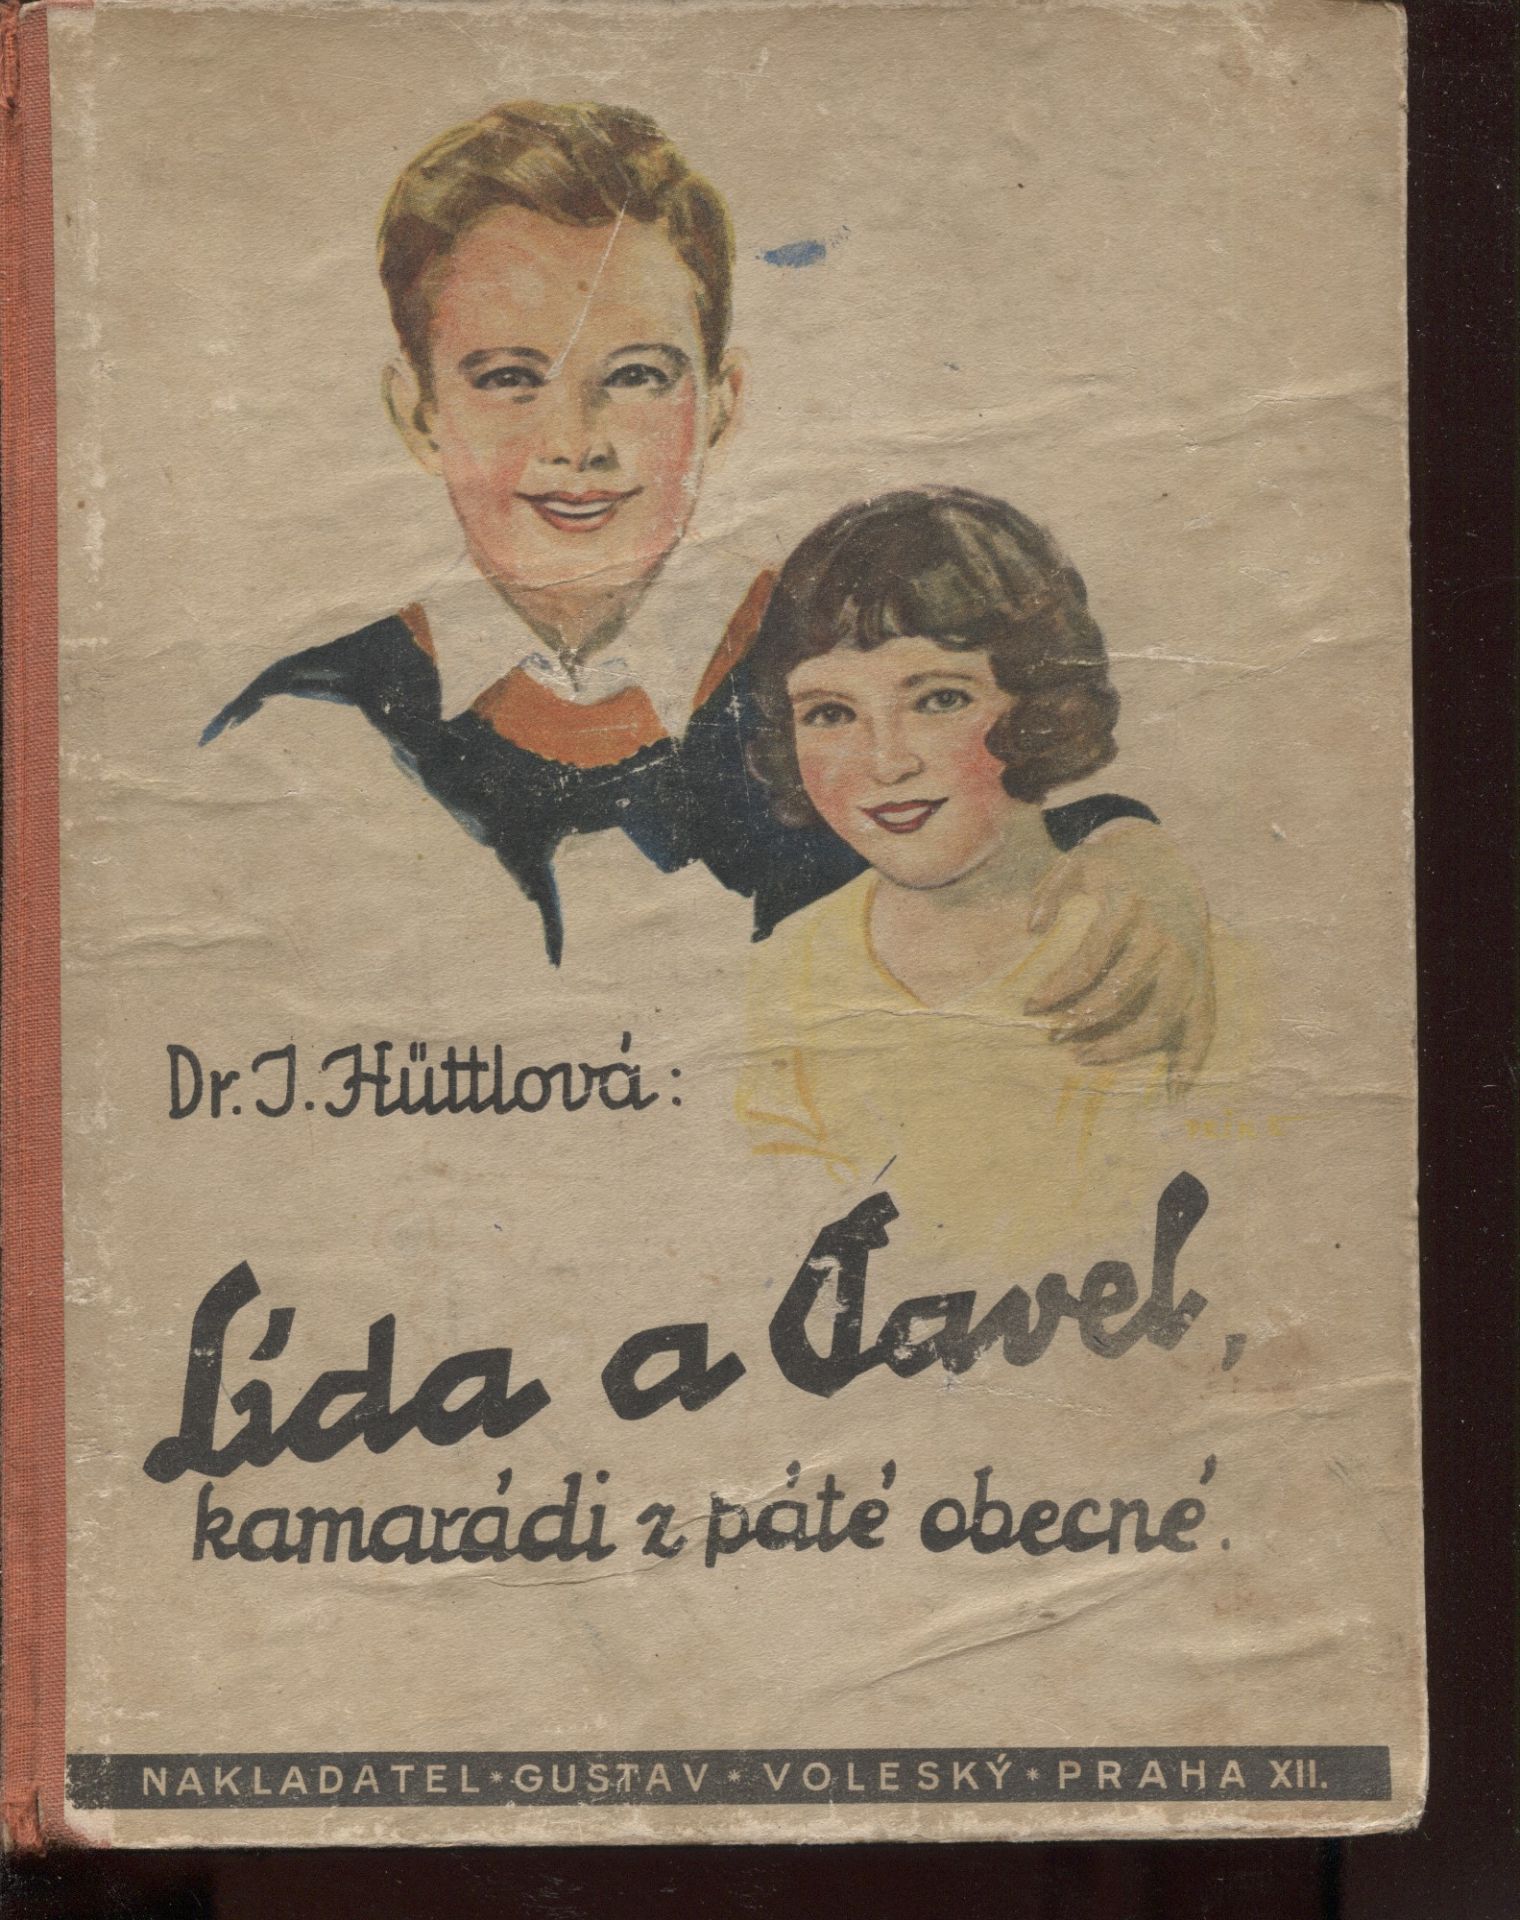 Dr. J. Hüttlová:
Lída a Pavel,
kamarádi z páté obecné.
NAKLADATEL * GUSTAV * VOLESKÝ * PRAHA XII.